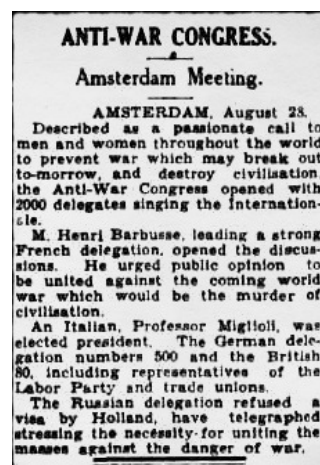 ANTI-WAR CONGRESS.
Amsterdam Meeting.
AMSTERDAM, August 28.
Described as a passionate call to
men and women throughout the world
to prevent war which may break out
to-morrow, and destroy civilisation,
the Anti-War Congress opened with
2000 delegates singing the Internation-
ale.
M. Henri Barbusse, leading a strong
French delegation, opened the discus-
sions. He urged public opinion to
be united against the coming world
war which would be the murder of
civilisation.
An Italian, Professor Miglioli, was
elected president. The German dele-
gation numbers 500 and the British
80, including representatives of the
Labor Party and trade unions.
The Russian delegation refused a
visa by Holland, have telegraphed
stressing the necessity for uniting the
masses against the danger of war.